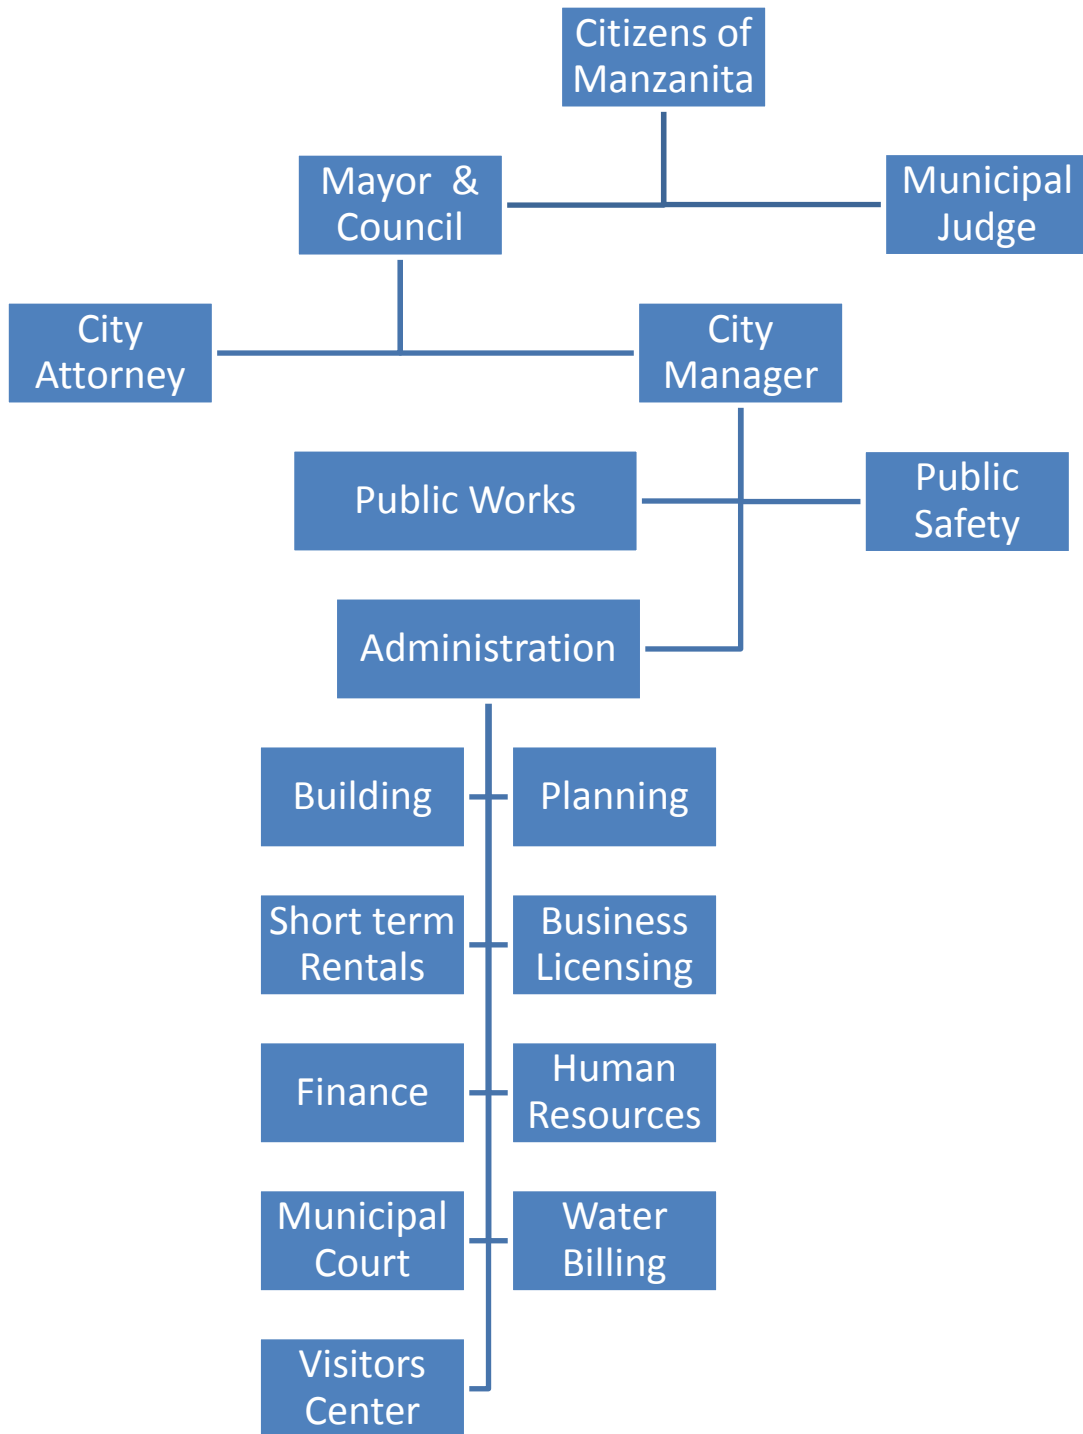 Citizens of
Manzanita
Mayor & 
Council
Municipal
Judge
City
Attorney
City
Manager
Public Works
Public
Safety
Administration
Building
Planning
Short term
Rentals
Business
Licensing
Finance
Human
Resources
Municipal
Court
Water
Billing
Visitors
Center